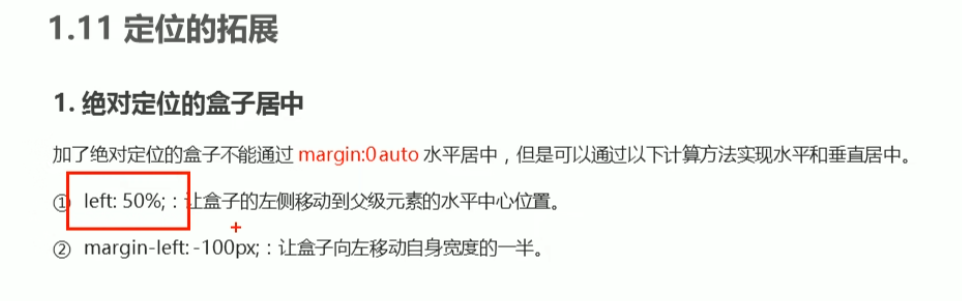 1.11 定位的拓展
1. 绝对定位的盒子居中
加了绝对定位的盒子不能通过 margin:0 auto 水平居中，但是可以通过以下计算方法实现水平和垂直居中。
① left: 50%;：让盒子的左侧移动到父级元素的水平中心位置。
② margin-left: -100px;：让盒子向左移动自身宽度的一半。